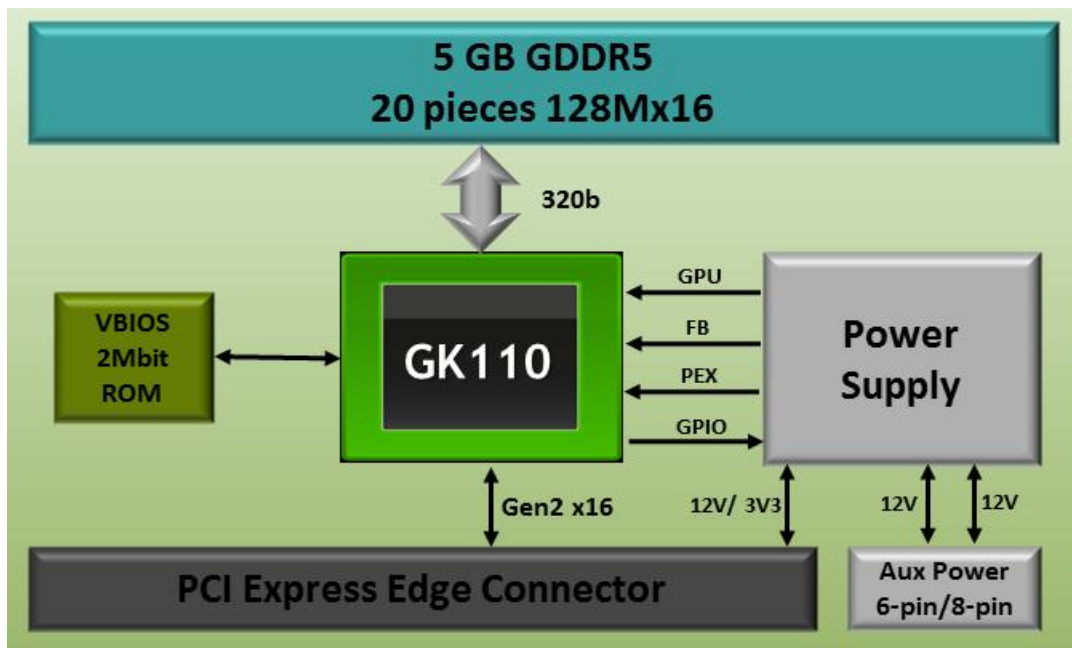 5 GB GDDR5
20 pieces 128Mx16
320b
VBIOS
2Mbit
ROM
GK110
GPU
FB
PEX
GPIO
Power
Supply
Gen2 x16
12V/ 3V3
12V
12V
PCI Express Edge Connector
Aux Power
6-pin/8-pin